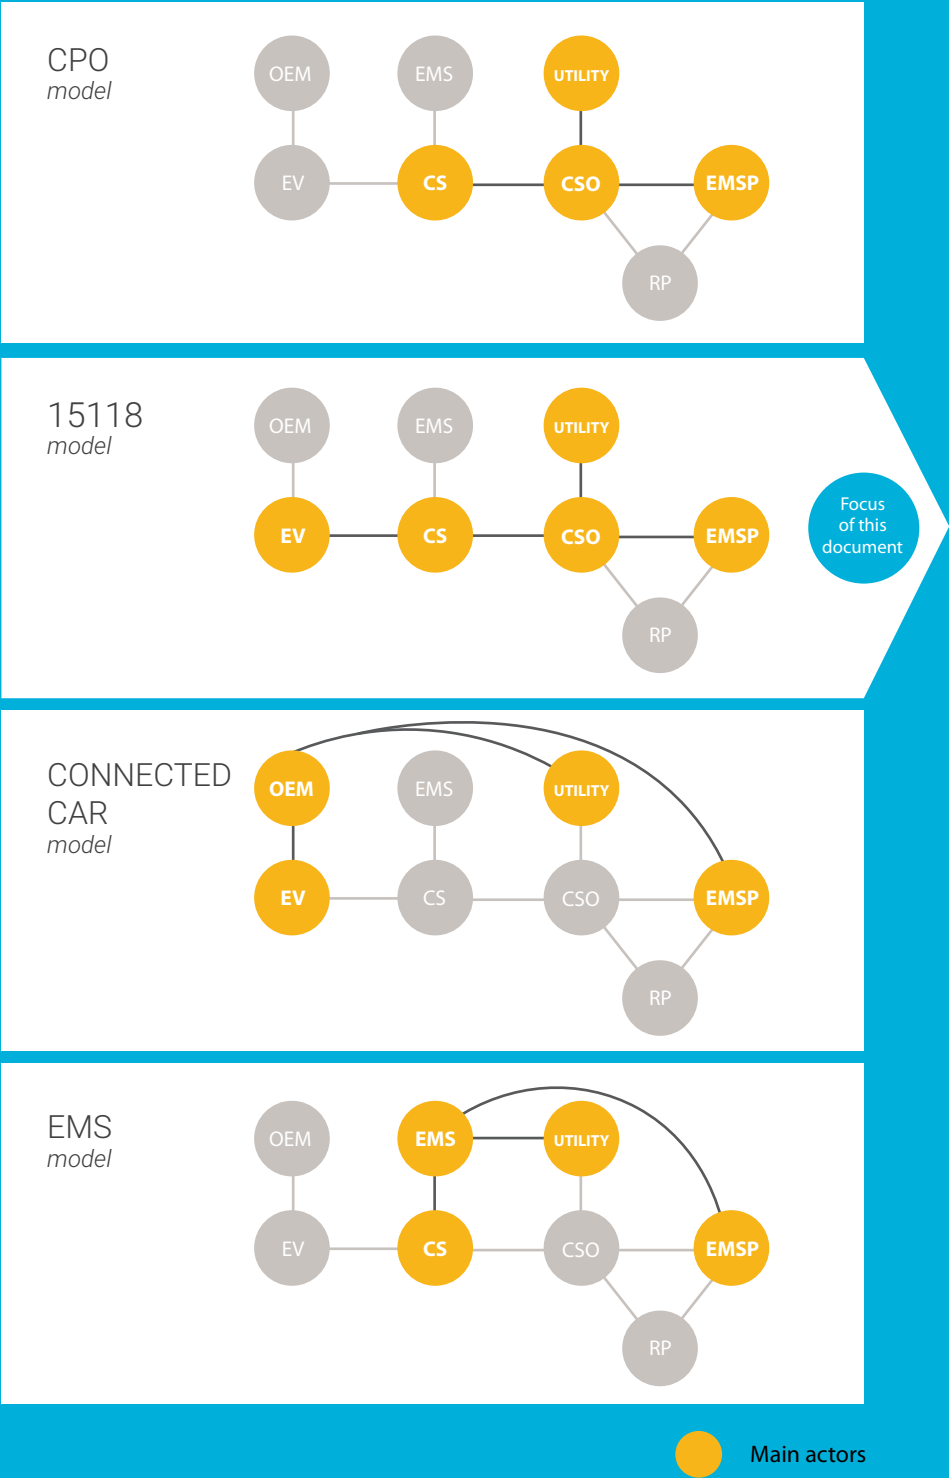 CPO
model
OEM
EMS
UTILITY
EV
CS
CSO
EMSP
RP
15118
model
OEM
EMS
UTILITY
EV
CS
CSO
EMSP
RP
Focus
of this
document
CONNECTED
CAR
model
OEM
EMS
UTILITY
EV
CS
CSO
EMSP
RP
EMS
model
OEM
EMS
UTILITY
EV
CS
CSO
EMSP
RP
Main actors